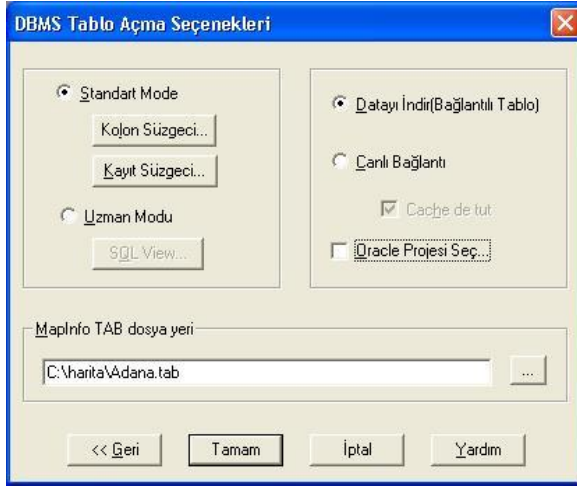 DBMS Tablo Açma Seçenekleri
Standart Mode
Kolon Süzgeci...
Kayıt Süzgeci...
Uzman Modu
SQL View...
Datayı İndir(Bağlantılı Tablo)
Canlı Bağlantı
Cache de tut
Oracle Projesi Seç...
MapInfo TAB dosya yeri
C:\harita\Adana.tab
...
<< Geri
Tamam
İptal
Yardım